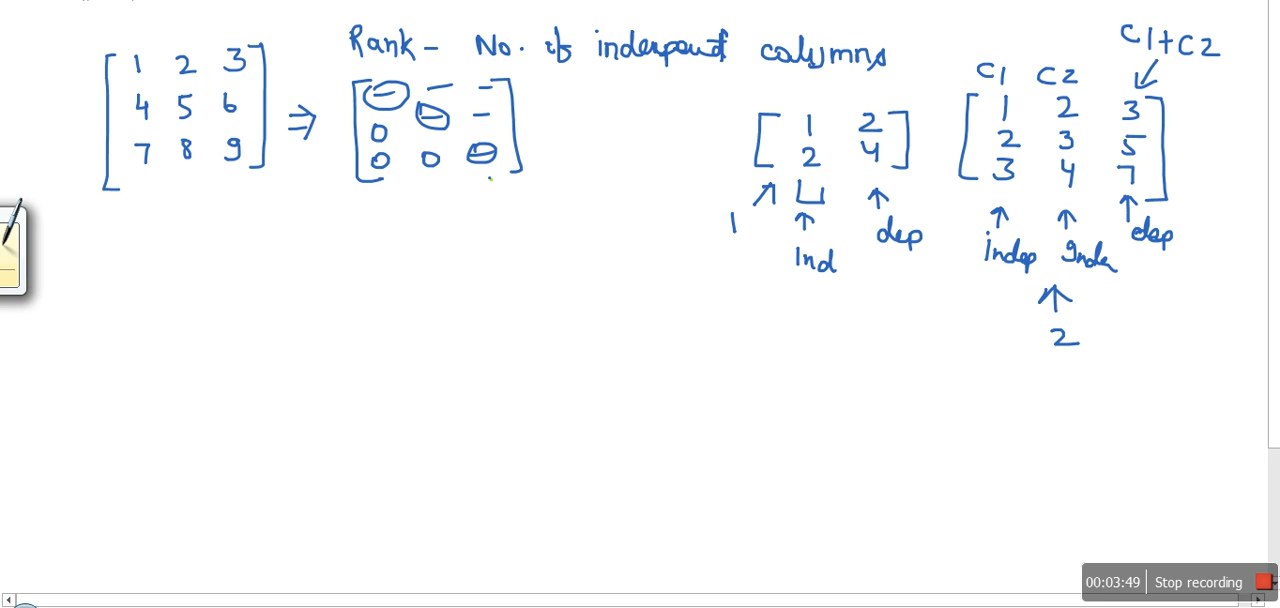 Rank - No. of independent columns
C1+C2
C1 C2
1 2 3
4 5 6
7 8 9
⇒
— — —
0 — —
0 0 —
1 2
2 4
1
Ind
dep
1 2 3
2 3 5
3 4 7
indep Inde dep
2
00:03:49 Stop recording